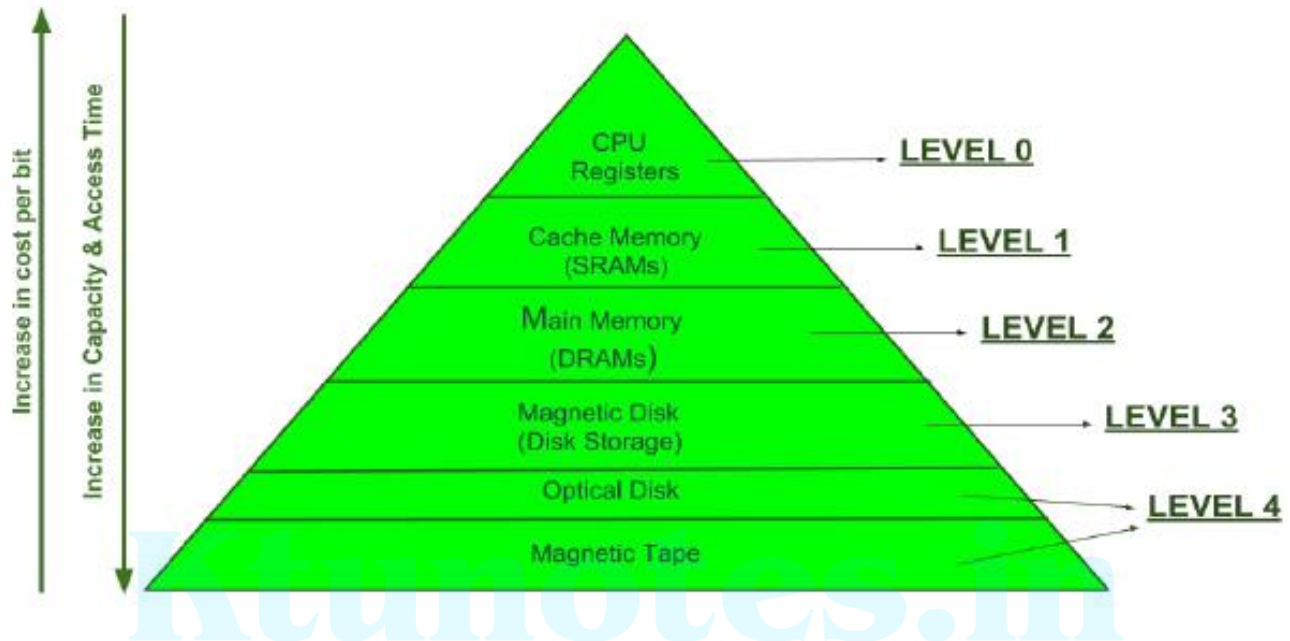 Increase in cost per bit
Increase in Capacity & Access Time
CPU
Registers
LEVEL 0
Cache Memory
(SRAMs)
LEVEL 1
Main Memory
(DRAMs)
LEVEL 2
Magnetic Disk
(Disk Storage)
LEVEL 3
Optical Disk
LEVEL 4
Magnetic Tape
Ktunotes.in